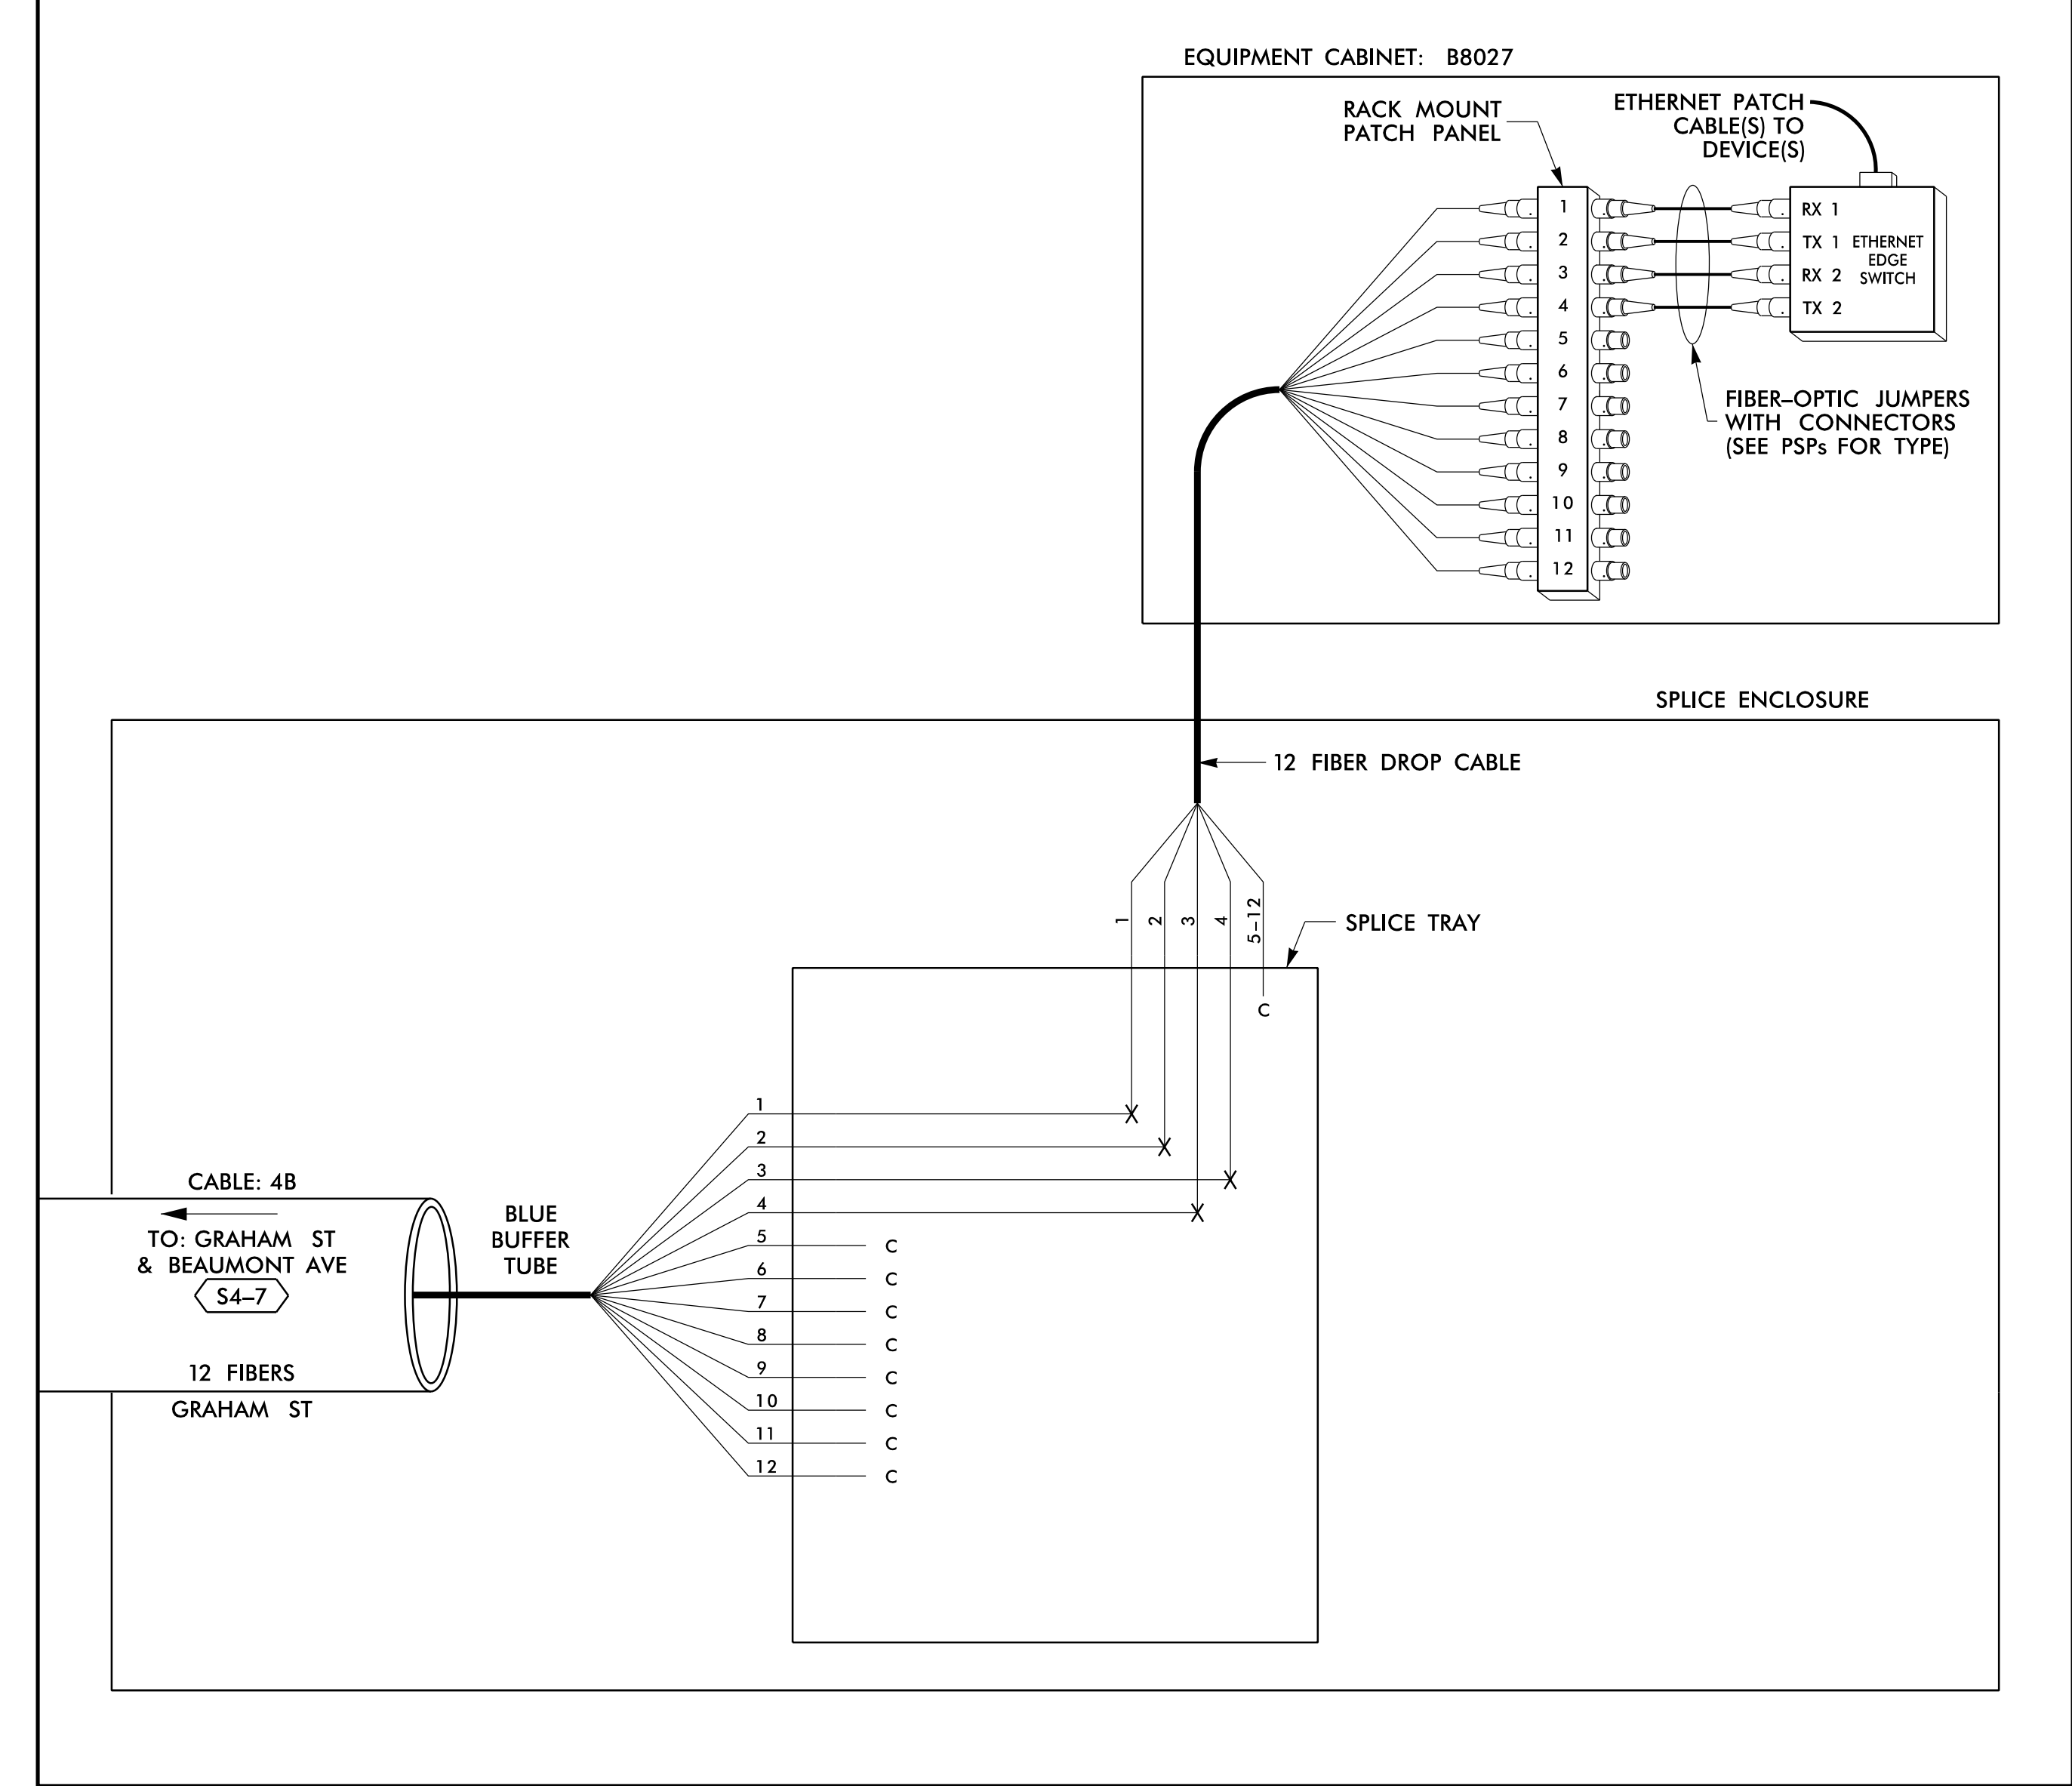 EQUIPMENT CABINET: B8027
RACK MOUNT
PATCH PANEL
ETHERNET PATCH
CABLE(S) TO
DEVICE(S)
1
2
3
4
5
6
7
8
9
10
11
12
RX 1
TX 1
RX 2
TX 2
ETHERNET
EDGE
SWITCH
FIBER–OPTIC JUMPERS
WITH CONNECTORS
(SEE PSPs FOR TYPE)
SPLICE ENCLOSURE
12 FIBER DROP CABLE
1
2
3
4
5–12
SPLICE TRAY
C
CABLE: 4B
TO: GRAHAM ST
& BEAUMONT AVE
S4–7
12 FIBERS
GRAHAM ST
BLUE
BUFFER
TUBE
1
2
3
4
5 C
6 C
7 C
8 C
9 C
10 C
11 C
12 C